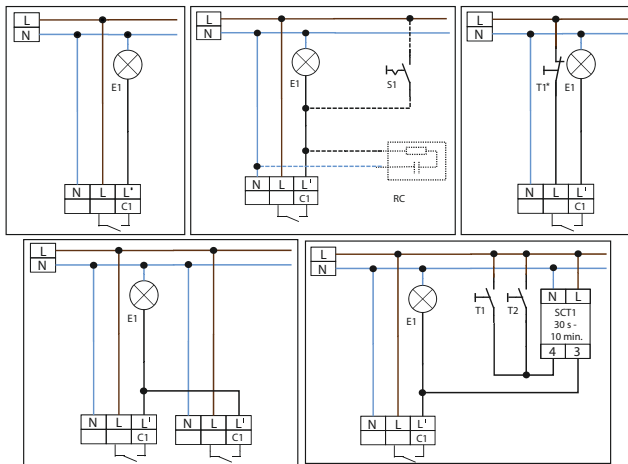 L
N
E1
N L L'
C1
L
N
E1
S1
N L L'
C1
RC
L
N
T1* E1
N L L'
C1
L
N
E1
N L L' N L L'
C1 C1
L
N
E1
T1 T2
N L
SCT1
30 s -
10 min.
4 3
N L L'
C1